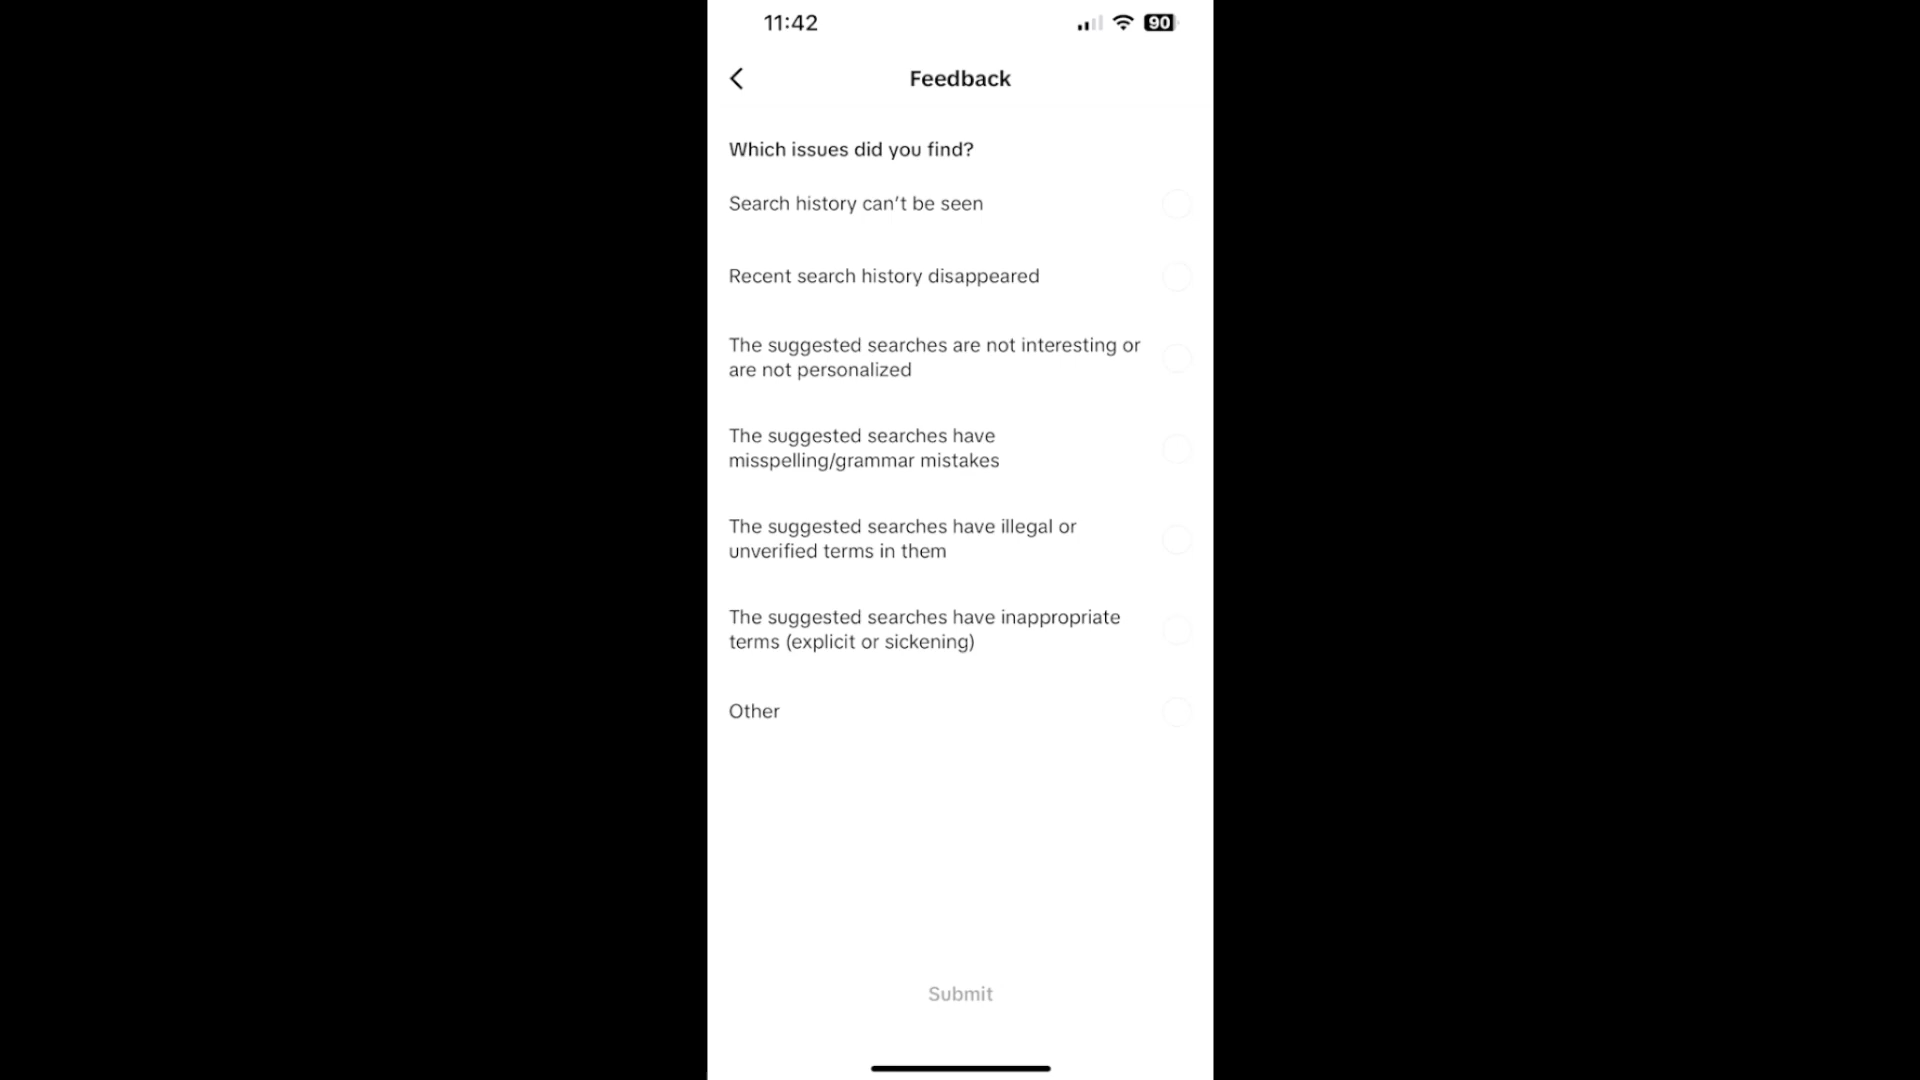 11:42
90
Feedback
Which issues did you find?
Search history can’t be seen
Recent search history disappeared
The suggested searches are not interesting or
are not personalized
The suggested searches have
misspelling/grammar mistakes
The suggested searches have illegal or
unverified terms in them
The suggested searches have inappropriate
terms (explicit or sickening)
Other
Submit